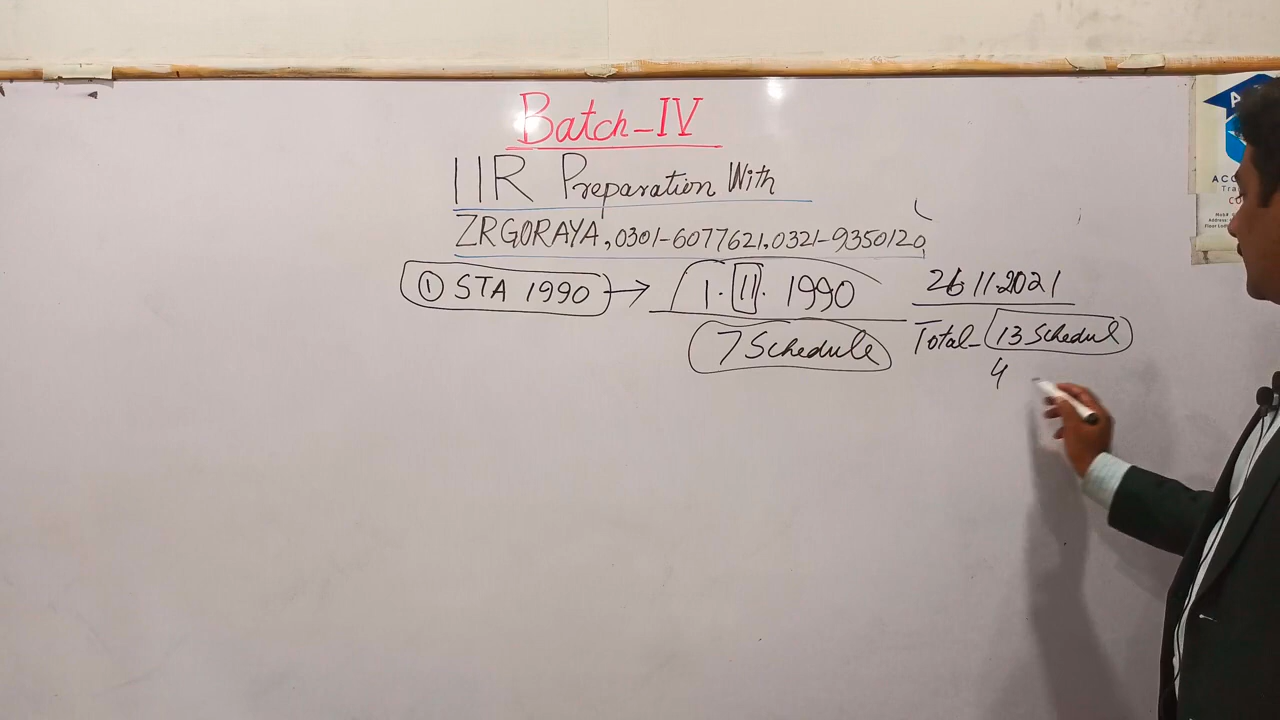 Batch-IV
IIR Preparation With
ZRGORAYA, 0301-6077621, 0321-9350120
① STA 1990 → 1.11.1990
26.11.2021
7 Schedule
Total- 13 Schedul
4